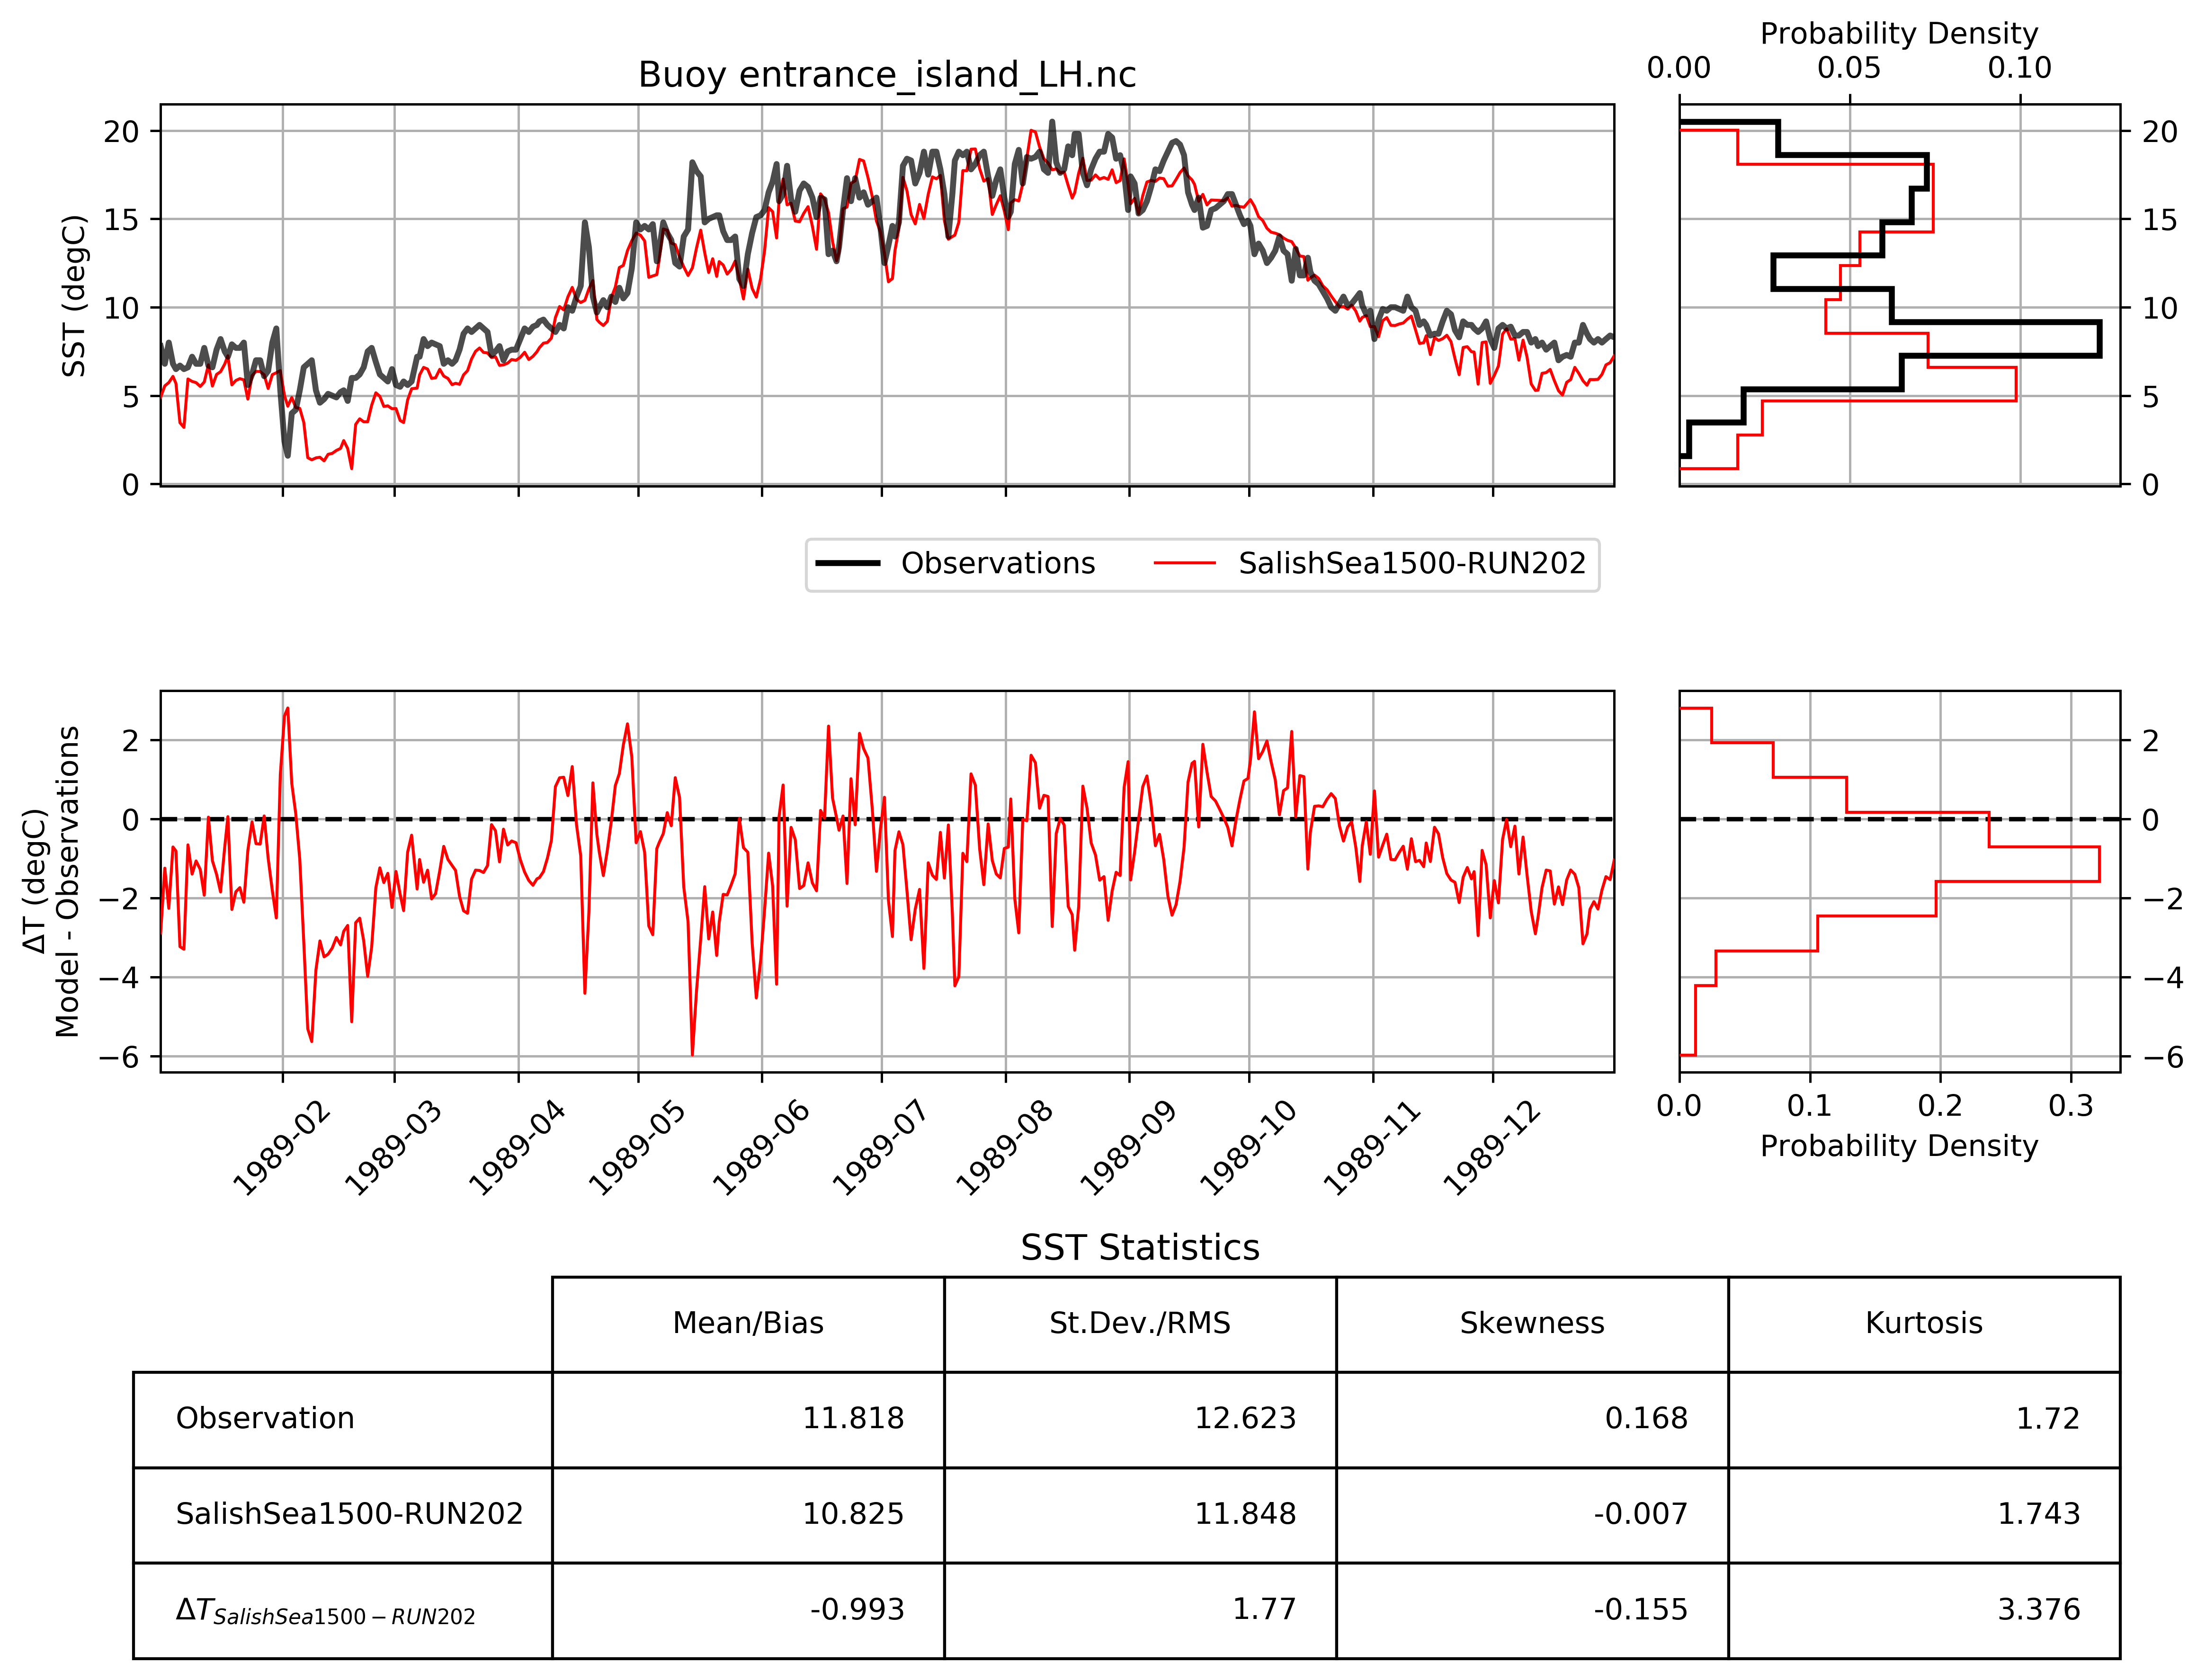 Probability Density
0.00 0.05 0.10
Buoy entrance_island_LH.nc
SST (degC)
20
15
10
5
0
20
15
10
5
0
Observations SalishSea1500-RUN202
ΔT (degC)
Model - Observations
2
0
−2
−4
−6
2
0
−2
−4
−6
1989-02 1989-03 1989-04 1989-05 1989-06 1989-07 1989-08 1989-09 1989-10 1989-11 1989-12
0.0 0.1 0.2 0.3
Probability Density
SST Statistics
Mean/Bias St.Dev./RMS Skewness Kurtosis
Observation 11.818 12.623 0.168 1.72
SalishSea1500-RUN202 10.825 11.848 -0.007 1.743
ΔT SalishSea1500−RUN202 -0.993 1.77 -0.155 3.376